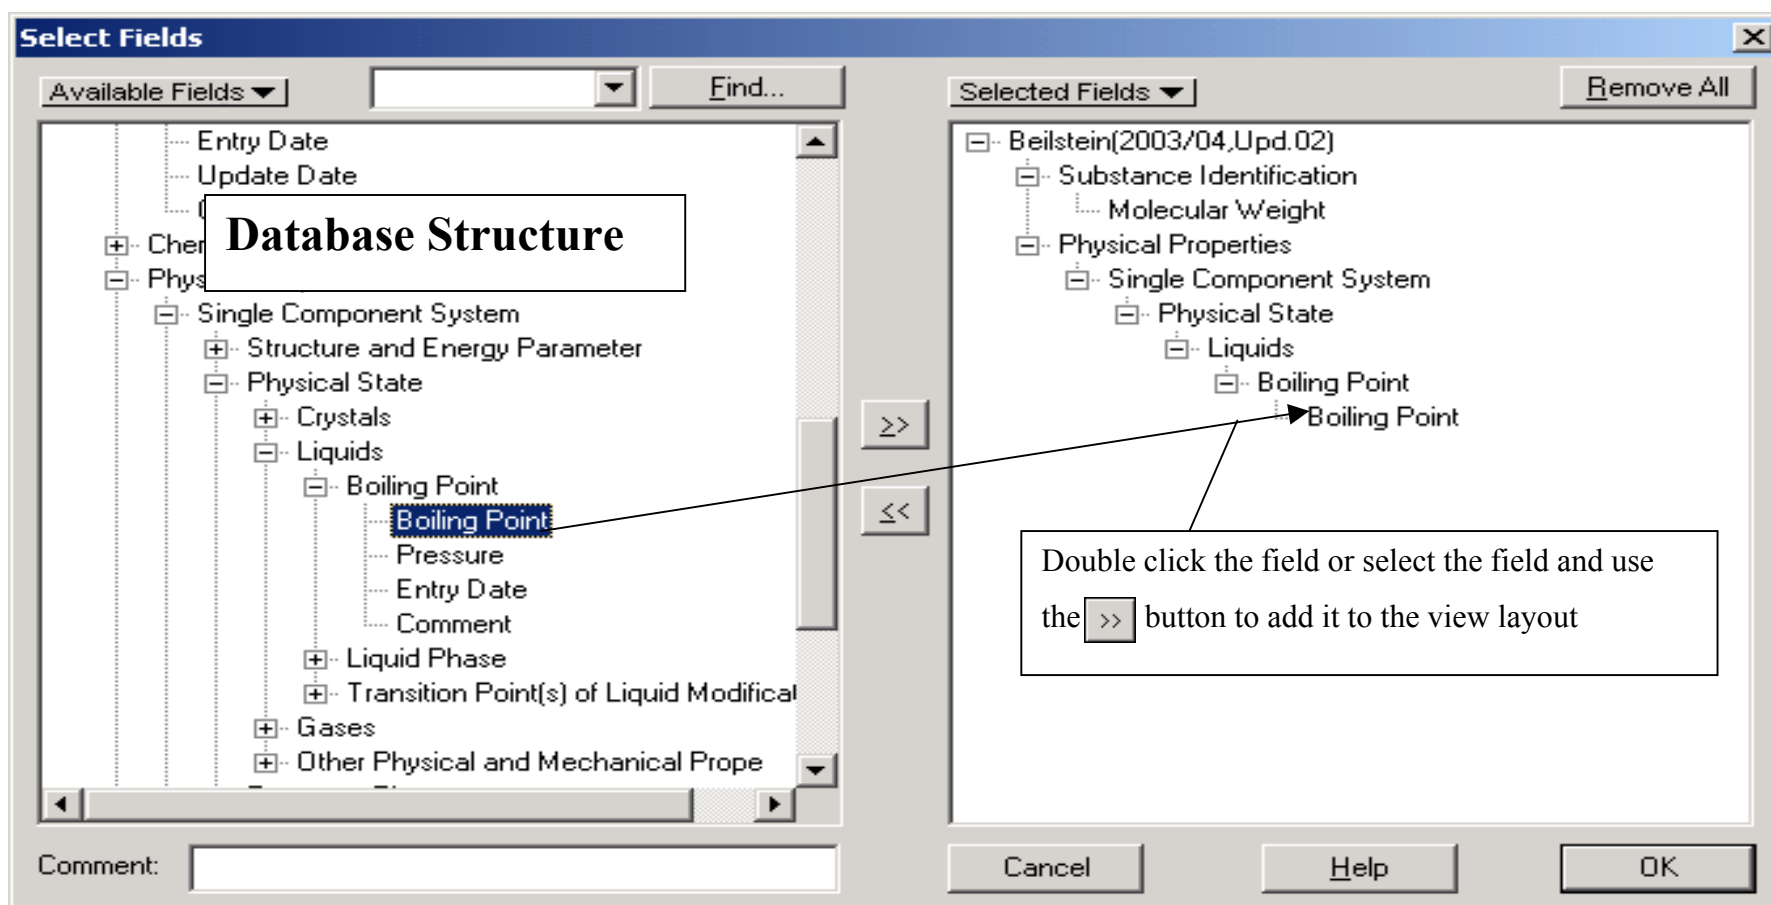 Select Fields
Available Fields
Find...
Selected Fields
Remove All
Entry Date
Update Date
Database Structure
Single Component System
Structure and Energy Parameter
Physical State
Crystals
Liquids
Boiling Point
Boiling Point
Pressure
Entry Date
Comment
Liquid Phase
Transition Point(s) of Liquid
Gases
Other Physical and Mechanical Prope
>>
<<
Beilstein(2003/04,Upd.02)
Substance Identification
Molecular Weight
Physical Properties
Single Component System
Physical State
Liquids
Boiling Point
Boiling Point
Double click the field or select the field and use
the >> button to add it to the view layout
Comment:
Cancel
Help
OK